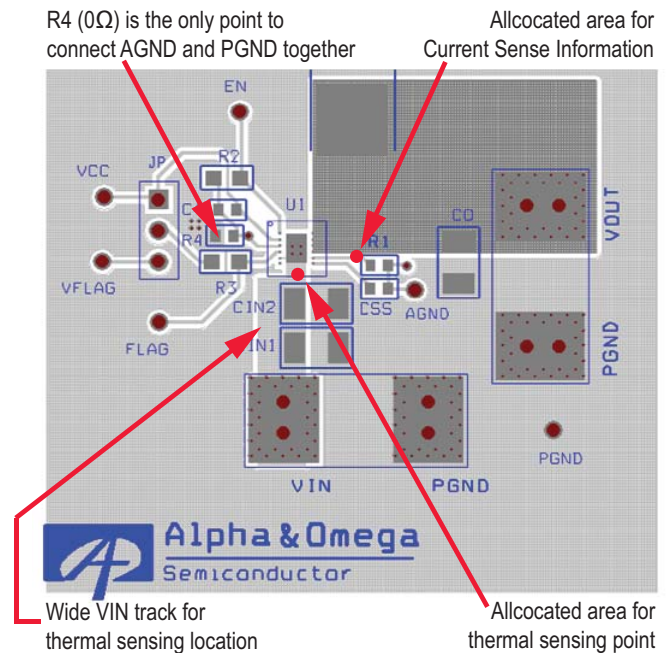 R4 (0Ω) is the only point to
connect AGND and PGND together
Allcocated area for
Current Sense Information
EN
R2
JP
VCC
U1
C
R4
R1
CO
VOUT
VFLAG
R3
CIN2
CSS
AGND
FLAG
IN1
PGND
PGND
VIN
PGND
Alpha & Omega
Semiconductor
Wide VIN track for
thermal sensing location
Allcocated area for
thermal sensing point